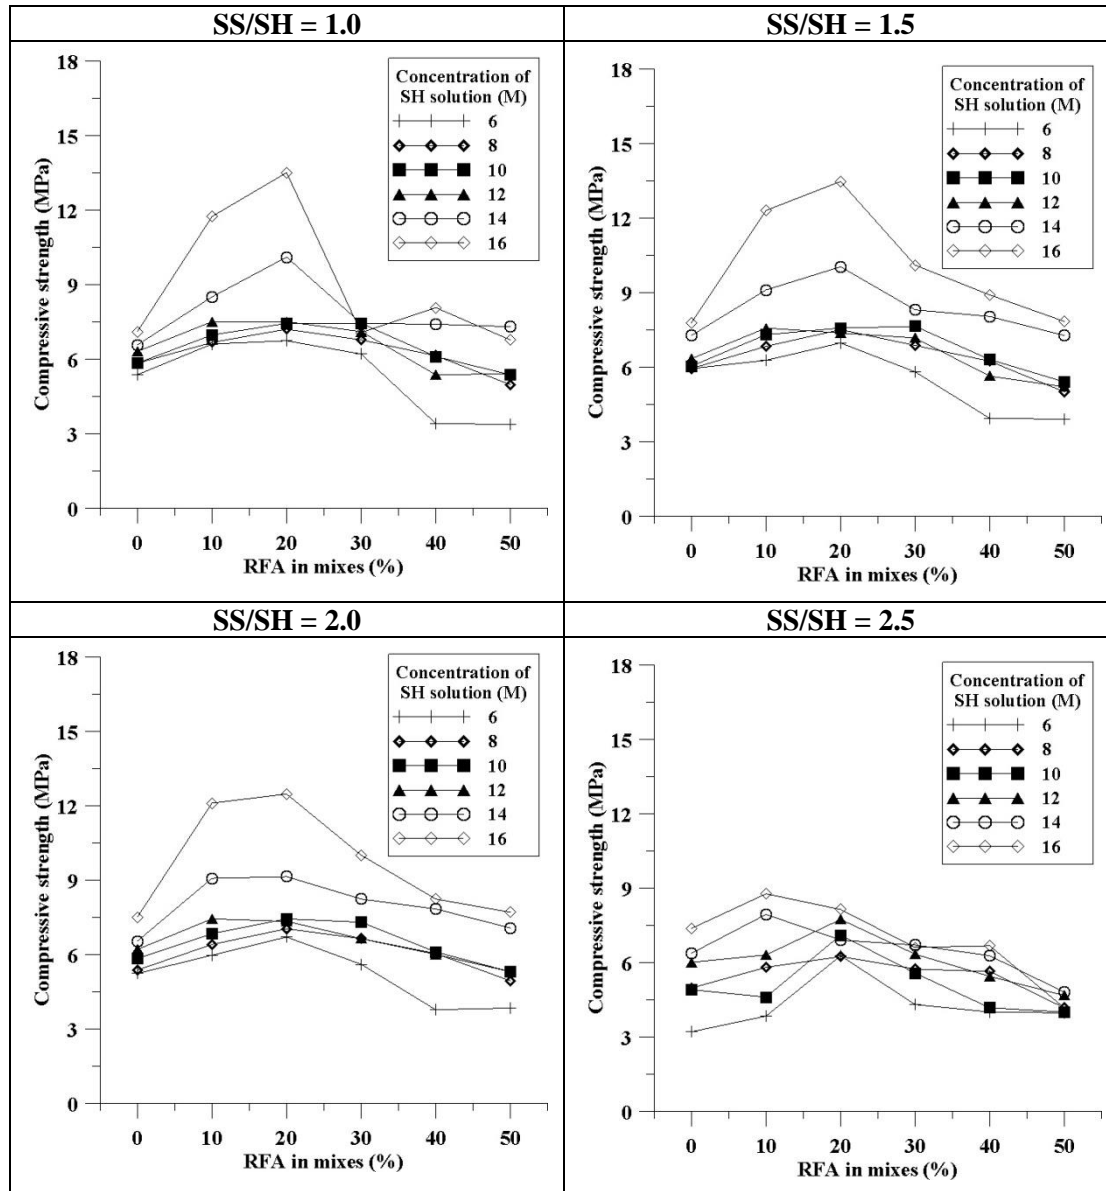 SS/SH = 1.0
18
15
12
9
6
3
0
Compressive strength (MPa)
Concentration of
SH solution (M)
6
8
10
12
14
16
0 10 20 30 40 50
RFA in mixes (%)
SS/SH = 1.5
18
15
12
9
6
3
0
Compressive strength (MPa)
Concentration of
SH solution (M)
6
8
10
12
14
16
0 10 20 30 40 50
RFA in mixes (%)
SS/SH = 2.0
18
15
12
9
6
3
0
Compressive strength (MPa)
Concentration of
SH solution (M)
6
8
10
12
14
16
0 10 20 30 40 50
RFA in mixes (%)
SS/SH = 2.5
18
15
12
9
6
3
0
Compressive strength (MPa)
Concentration of
SH solution (M)
6
8
10
12
14
16
0 10 20 30 40 50
RFA in mixes (%)